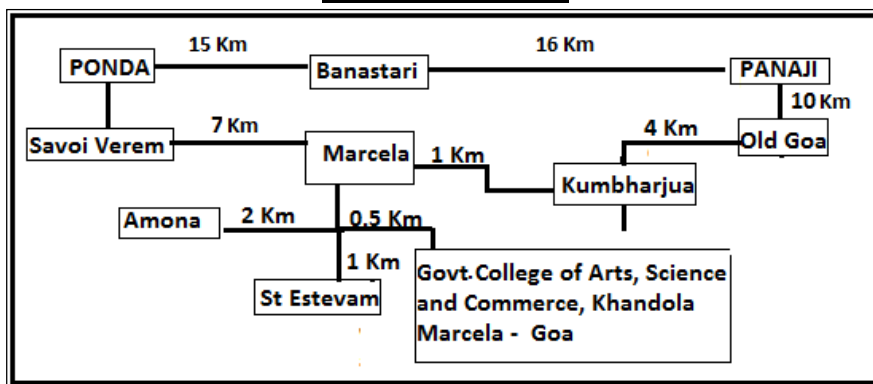 15 Km
16 Km
PONDA
Banastari
PANAJI
10 Km
7 Km
4 Km
Old Goa
Savoi Verem
Marcela
1 Km
Kumbharjua
Amona
2 Km
0.5 Km
1 Km
St Estevam
Govt.College of Arts, Science
and Commerce, Khandola
Marcela - Goa